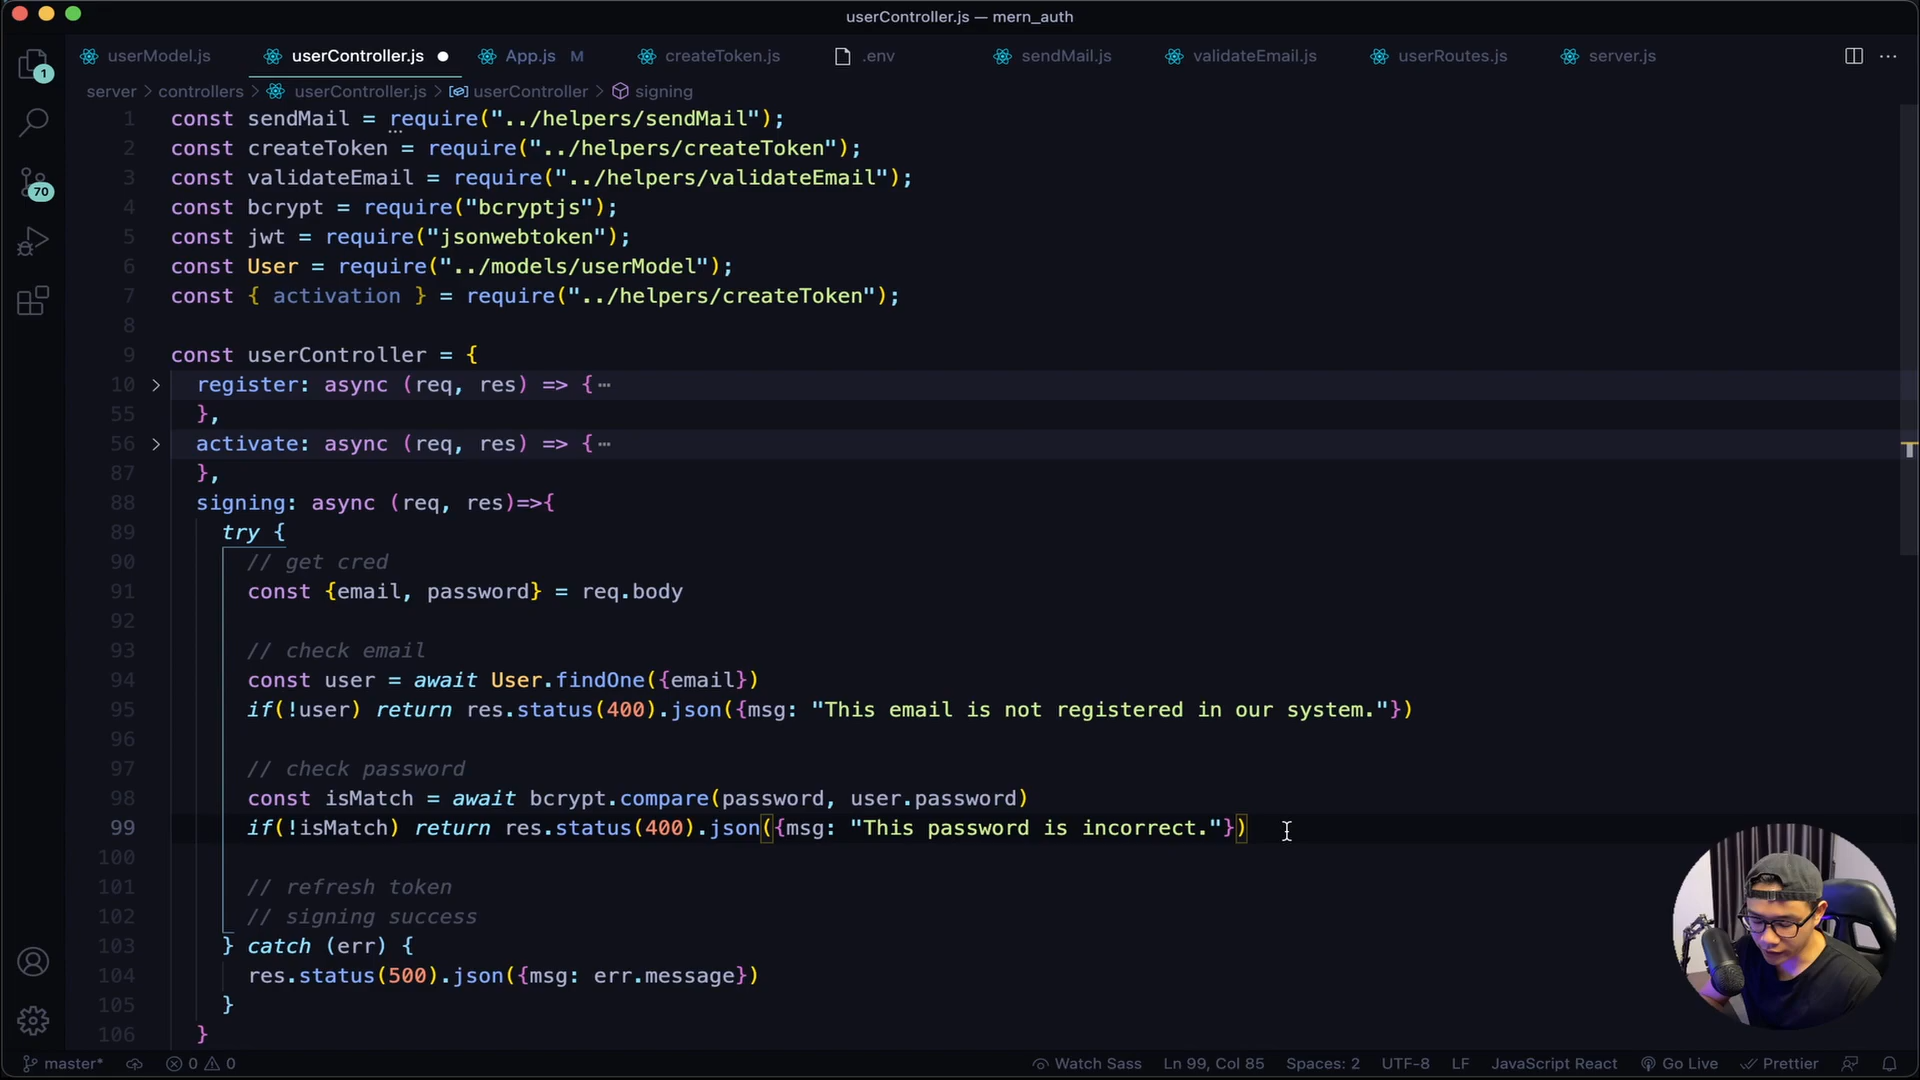 userController.js — mern_auth
userModel.js
userController.js
App.js M
createToken.js
.env
sendMail.js
validateEmail.js
userRoutes.js
server.js
server > controllers > userController.js > userController > signing
1
70
1 const sendMail = require("../helpers/sendMail");
2 const createToken = require("../helpers/createToken");
3 const validateEmail = require("../helpers/validateEmail");
4 const bcrypt = require("bcryptjs");
5 const jwt = require("jsonwebtoken");
6 const User = require("../models/userModel");
7 const { activation } = require("../helpers/createToken");
8
9 const userController = {
10 register: async (req, res) => {⋯
55 },
56 activate: async (req, res) => {⋯
87 },
88 signing: async (req, res)=>{
89 try {
90 // get cred
91 const {email, password} = req.body
92
93 // check email
94 const user = await User.findOne({email})
95 if(!user) return res.status(400).json({msg: "This email is not registered in our system."})
96
97 // check password
98 const isMatch = await bcrypt.compare(password, user.password)
99 if(!isMatch) return res.status(400).json({msg: "This password is incorrect."})
100
101 // refresh token
102 // signing success
103 } catch (err) {
104 res.status(500).json({msg: err.message})
105 }
106 }
master* 0 0 Watch Sass Ln 99, Col 85 Spaces: 2 UTF-8 LF JavaScript React Go Live Prettier